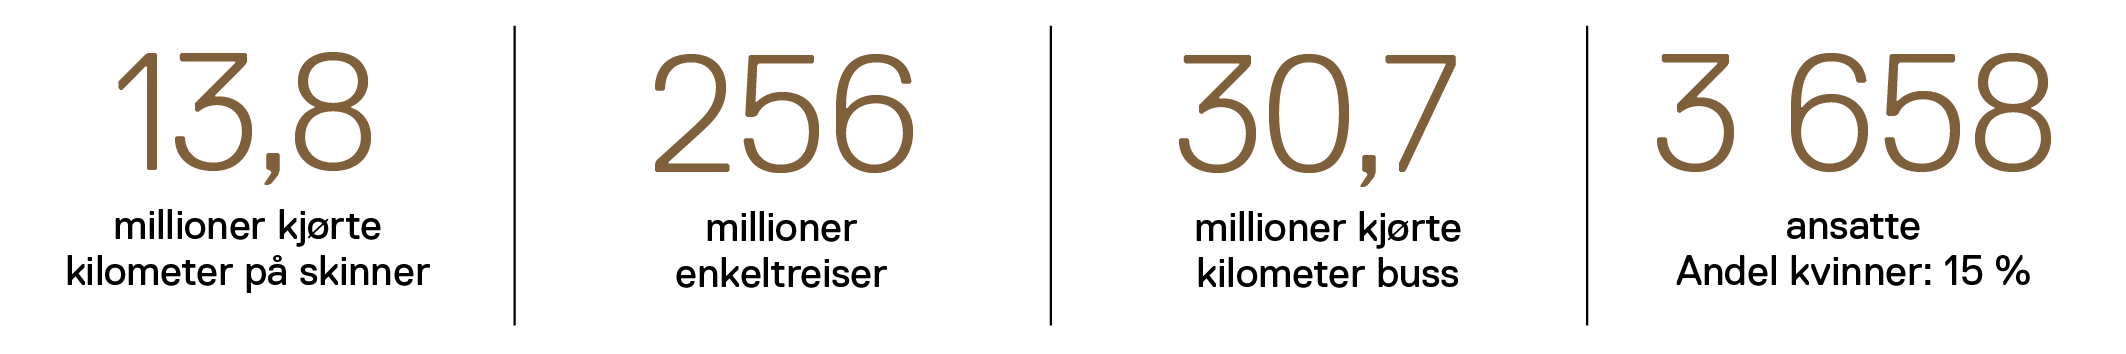 13,8
millioner kjørte
kilometer på skinner
256
millioner
enkeltreiser
30,7
millioner kjørte
kilometer buss
3 658
ansatte
Andel kvinner: 15 %